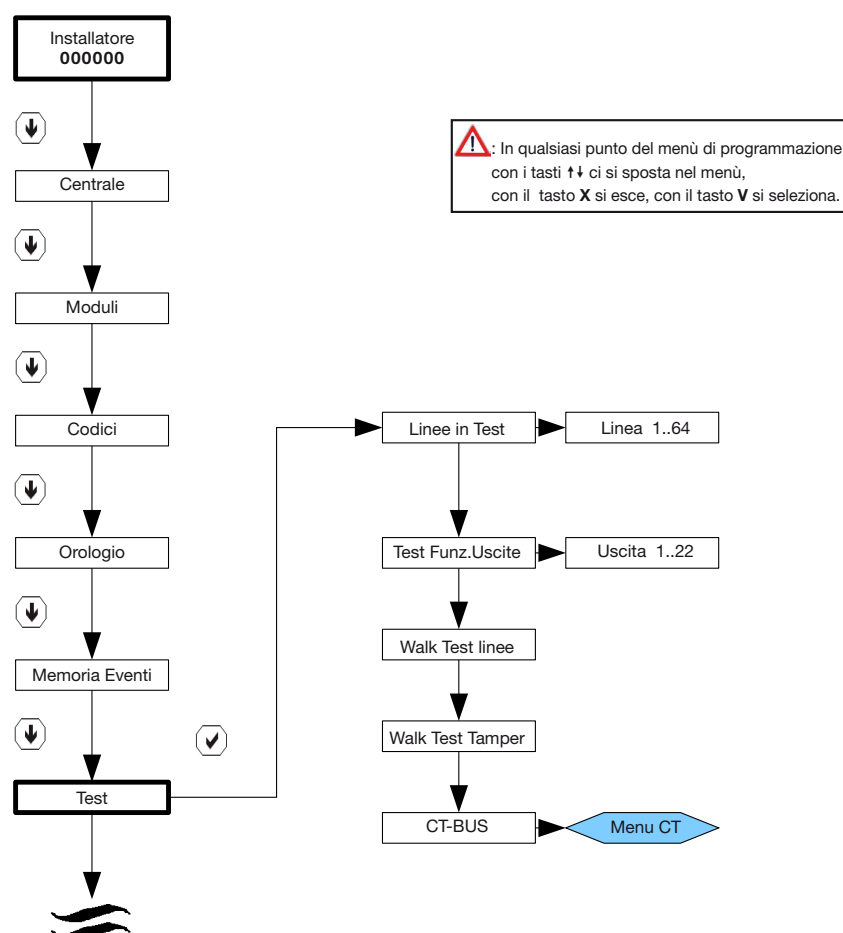 Installatore
000000
: In qualsiasi punto del menù di programmazione
con i tasti ↑↓ ci si sposta nel menù,
con il tasto X si esce, con il tasto V si seleziona.
Centrale
Moduli
Codici
Linee in Test
Linea 1..64
Orologio
Test Funz.Uscite
Uscita 1..22
Walk Test linee
Memoria Eventi
Walk Test Tamper
Test
CT-BUS
Menu CT